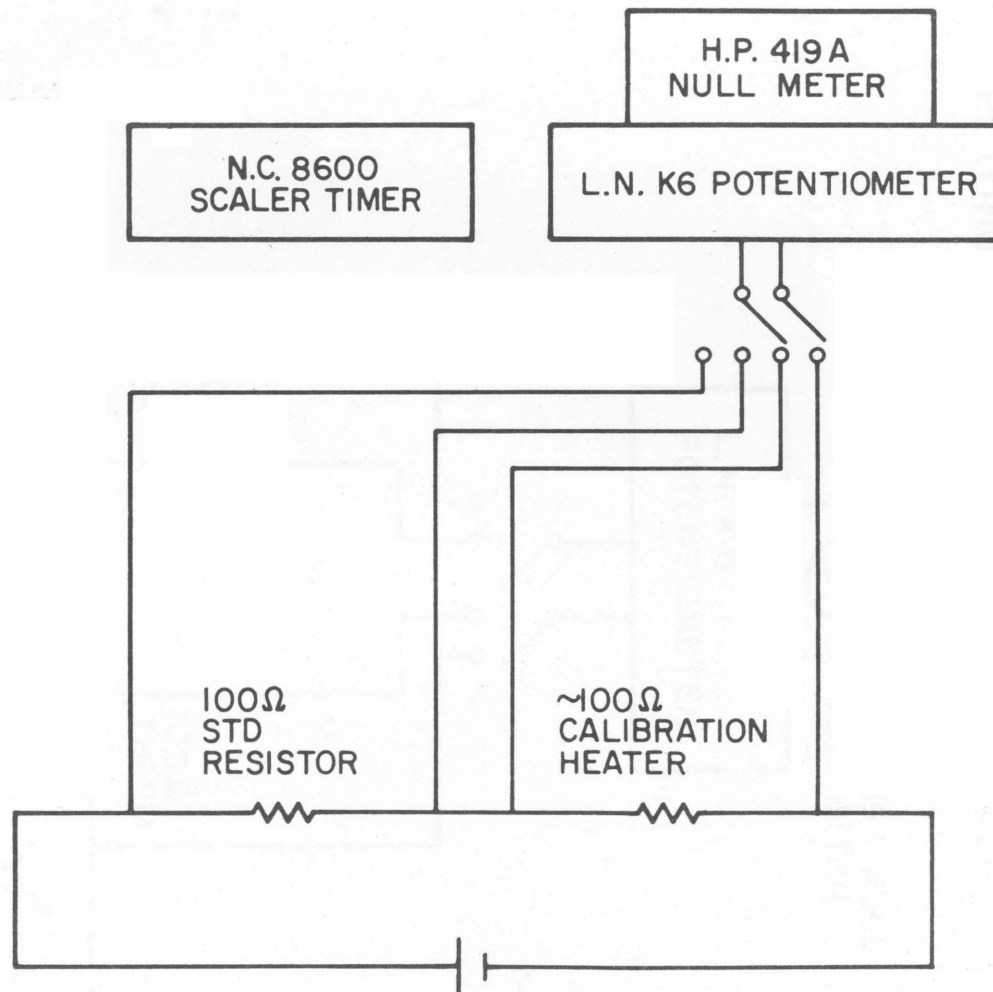 H.P. 419A
NULL METER
N.C. 8600
SCALER TIMER
L.N. K6 POTENTIOMETER
100Ω
STD
RESISTOR
~100Ω
CALIBRATION
HEATER